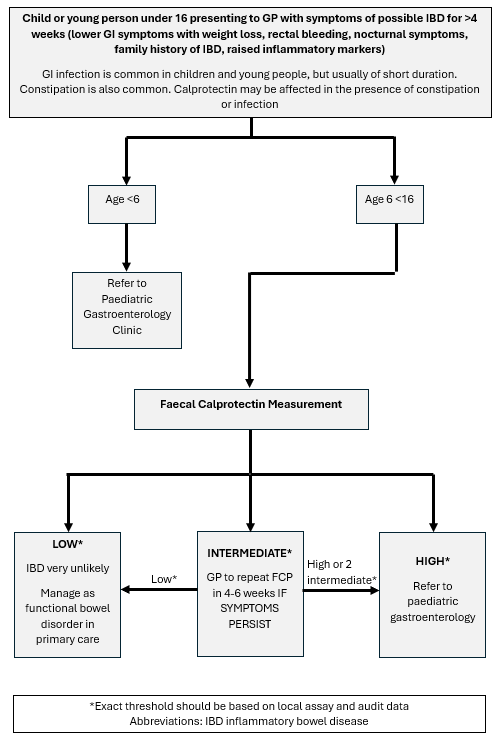 Child or young person under 16 presenting to GP with symptoms of possible IBD for >4
weeks (lower GI symptoms with weight loss, rectal bleeding, nocturnal symptoms,
family history of IBD, raised inflammatory markers)
GI infection is common in children and young people, but usually of short duration.
Constipation is also common. Calprotectin may be affected in the presence of constipation
or infection
Age <6
Age 6 <16
Refer to
Paediatric
Gastroenterology
Clinic
Faecal Calprotectin Measurement
LOW*
IBD very unlikely
Manage as
functional bowel
disorder in
primary care
Low*
INTERMEDIATE*
GP to repeat FCP
in 4-6 weeks IF
SYMPTOMS
PERSIST
High or 2
intermediate*
HIGH*
Refer to
paediatric
gastroenterology
*Exact threshold should be based on local assay and audit data
Abbreviations: IBD inflammatory bowel disease